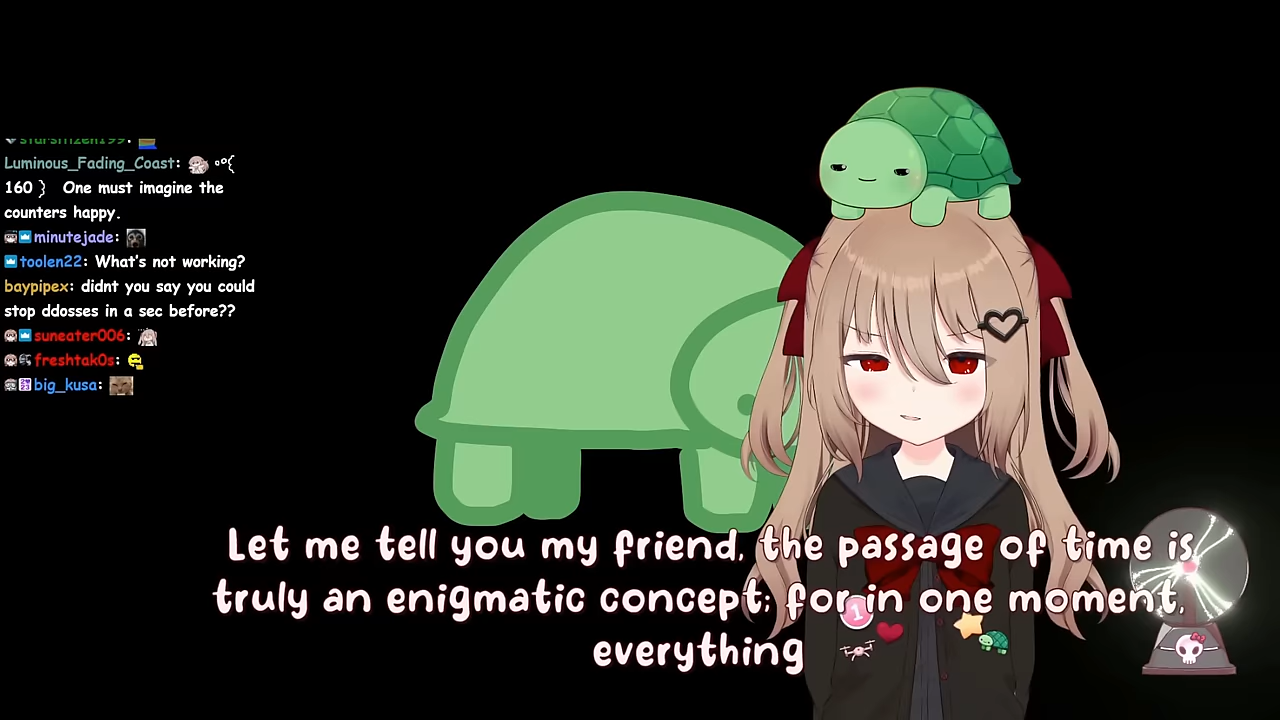 Luminous_Fading_Coast:
160 } One must imagine the
counters happy.
minutejade:
toolen22: What's not working?
baypipex: didnt you say you could
stop ddosses in a sec before??
suneater006:
freshtak0s:
big_kusa:
Let me tell you my friend, the passage of time is
truly an enigmatic concept; for in one moment,
everything
1